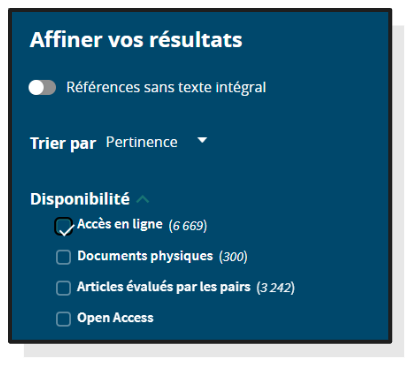 Affiner vos résultats
Références sans texte intégral
Trier par Pertinence
Disponibilité
Accès en ligne (6 669)
Documents physiques (300)
Articles évalués par les pairs (3 242)
Open Access